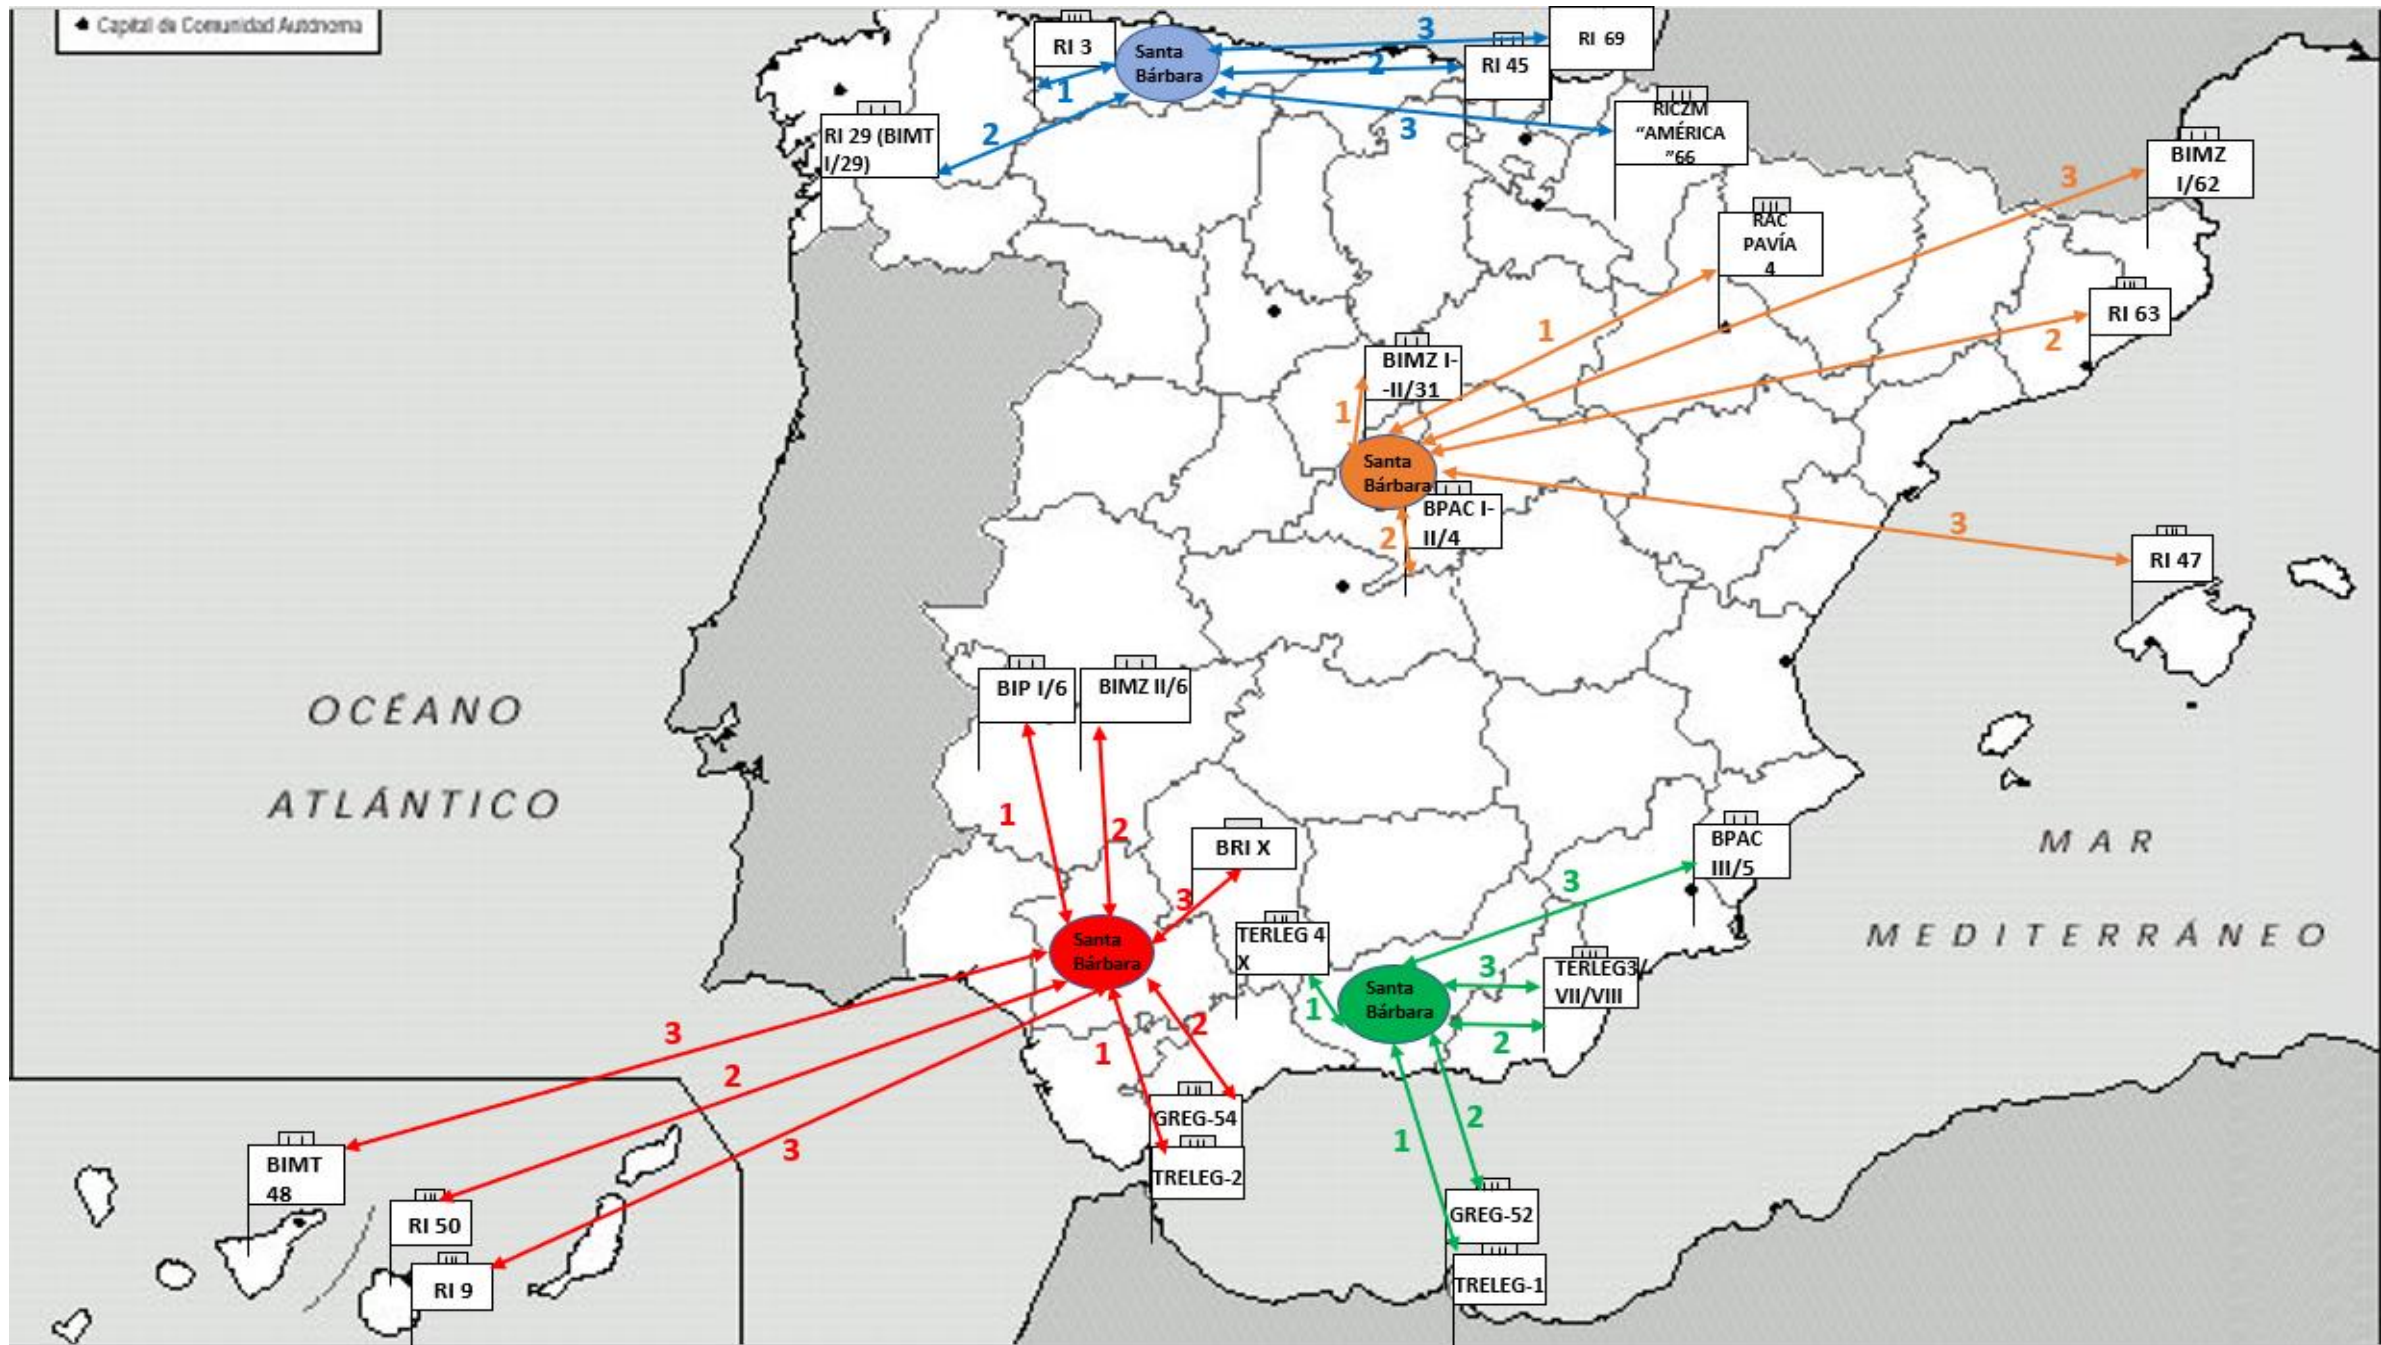 Capital de Comunidad Autónoma
RI 3
Santa
Bárbara
3
RI 69
2
RI 45
1
RI 29 (BIMT
I/29)
2
3
RICZM
“AMÉRICA
”66
BIMZ
I/62
3
RAC
PAVÍA
4
1
RI 63
2
BIMZ I-
-II/31
1
Santa
Bárbara
BPAC I-
II/4
2
3
RI 47
OCÉANO
ATLÁNTICO
BIP I/6
BIMZ II/6
1
2
BRI X
3
Santa
Bárbara
TERLEG 4
X
BPAC
III/5
3
MAR
MEDITERRÁNEO
Santa
Bárbara
3
TERLEG3/
VII/VIII
1
2
3
2
3
1
2
GREG-54
TRELEG-2
1
2
GREG-52
TRELEG-1
BIMT
48
RI 50
RI 9